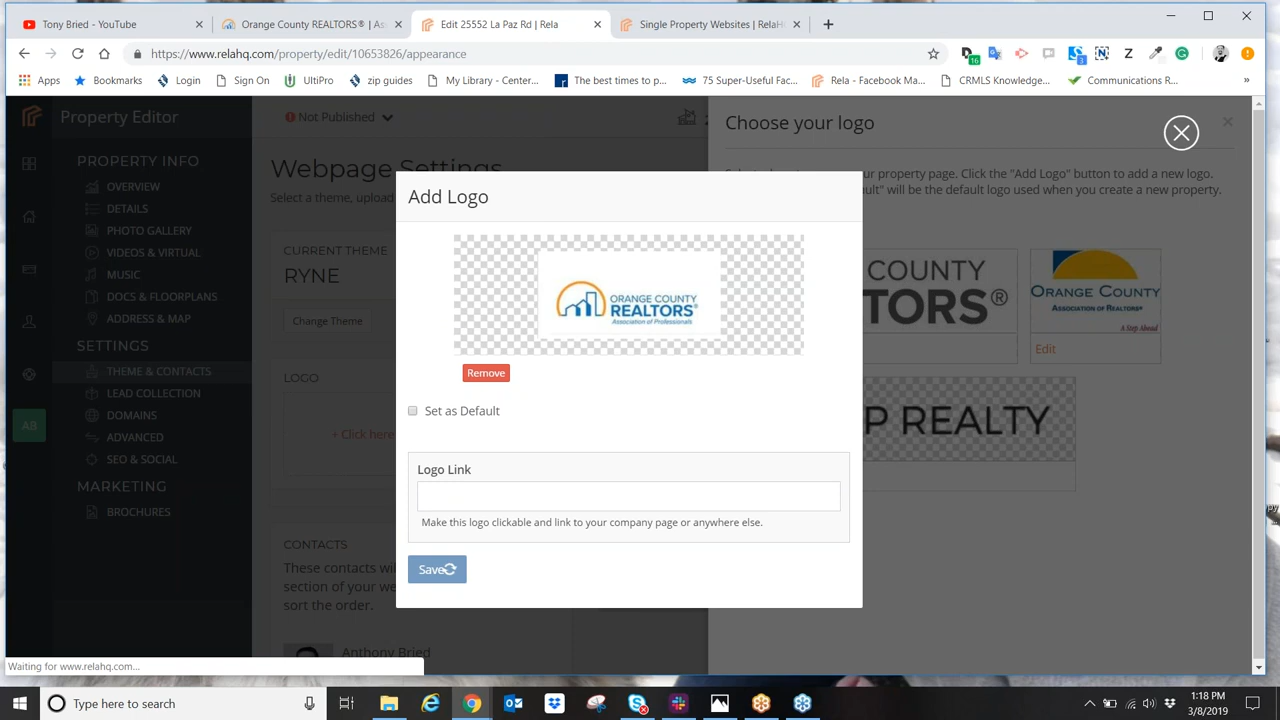 Tony Bried - YouTube
Orange County REALTORS® | As
Edit 25552 La Paz Rd | Rela
Single Property Websites | RelaH
https://www.relahq.com/property/edit/10653826/appearance
16
3
Apps
Bookmarks
Login
Sign On
UltiPro
zip guides
My Library - Center...
The best times to p...
75 Super-Useful Fac...
Rela - Facebook Ma...
CRMLS Knowledge...
Communications R...
Property Editor
PROPERTY INFO
OVERVIEW
DETAILS
PHOTO GALLERY
VIDEOS & VIRTUAL
MUSIC
DOCS & FLOORPLANS
ADDRESS & MAP
SETTINGS
THEME & CONTACTS
LEAD COLLECTION
DOMAINS
ADVANCED
SEO & SOCIAL
MARKETING
BROCHURES
AB
Not Published
Webpage Settings
Select a theme, upload
CURRENT THEME
RYNE
Change Theme
LOGO
+ Click here
CONTACTS
These contacts wil
section of your we
sort the order.
Anthony Bried
Add Logo
ORANGE COUNTY
REALTORS®
Association of Professionals
Remove
Set as Default
Logo Link
Make this logo clickable and link to your company page or anywhere else.
Save
Choose your logo
ur property page. Click the "Add Logo" button to add a new logo.
ult" will be the default logo used when you create a new property.
COUNTY
LTORS®
ORANGE COUNTY
ASSOCIATION OF REALTORS®
A Step Ahead
Edit
P REALTY
Waiting for www.relahq.com...
Type here to search
1:18 PM
3/8/2019